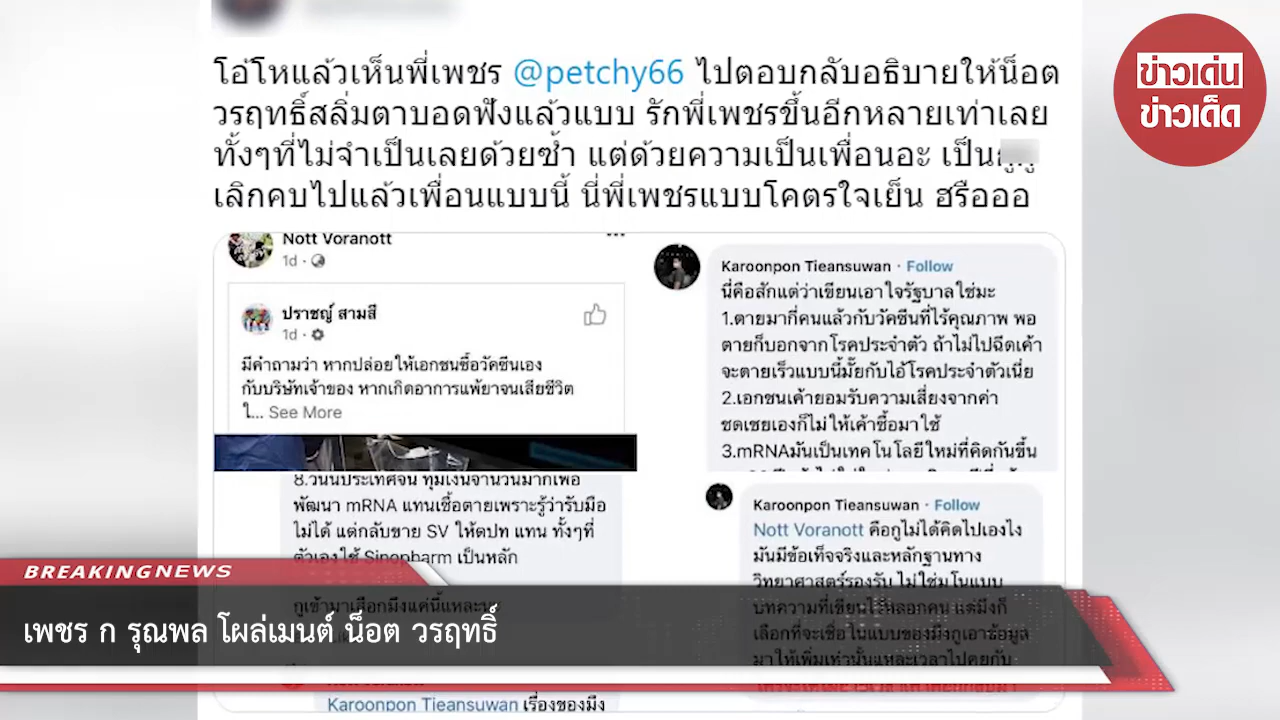 โอ้โหแล้วเห็นพี่เพชร @petchy66 ไปตอบกลับอธิบายให้น็อต
วรฤทธิ์สลิ่มตาบอดฟังแล้วแบบ รักพี่เพชรขึ้นอีกหลายเท่าเลย
ทั้งๆที่ไม่จำเป็นเลยด้วยซ้ำ แต่ด้วยความเป็นเพื่อนอะ เป็น
เลิกคบไปแล้วเพื่อนแบบนี้ นี่พี่เพชรแบบโคตรใจเย็น ฮรืออออ
ข่าวเด่น
ข่าวเด็ด
Nott Voranott
1d
ปราชญ์ สามสี
1d
มีคำถามว่า หากปล่อยให้เอกชนซื้อวัคซีนเอง
กับบริษัทเจ้าของ หากเกิดอาการแพ้ยาจนเสียชีวิต
ใ... See More
Karoonpon Tieansuwan · Follow
นี่คือสักแต่ว่าเขียนเอาใจรัฐบาลใช่มะ
1.ตายมากี่คนแล้วกับวัคซีนที่ไร้คุณภาพ พอ
ตายก็บอกจากโรคประจำตัว ถ้าไม่ไปฉีดเค้า
จะตายเร็วแบบนี้มั๊ยกับไอ้โรคประจำตัวเนี่ย
2.เอกชนเค้ายอมรับความเสี่ยงจากค่า
ชดเชยเองก็ไม่ให้เค้าซื้อมาใช้
3.mRNAมันเป็นเทคโนโลยีใหม่ที่คิดกันขึ้น
8.วันนี้ประเทศจีน ทุ่มเงินจำนวนมากเพื่อ
พัฒนา mRNA แทนเชื้อตายเพราะรู้ว่ารับมือ
ไม่ได้ แต่กลับขาย SV ให้ตปท แทน ทั้งๆที่
ตัวเองใช้ Sinopharm เป็นหลัก
กูเข้ามาเสือกมึงแค่นี้แหละนะ
Karoonpon Tieansuwan เรื่องของมึง
Karoonpon Tieansuwan · Follow
Nott Voranott คือกูไม่ได้คิดไปเองไง
มันมีข้อเท็จจริงและหลักฐานทาง
วิทยาศาสตร์รองรับ ไม่ใช่มโนแบบ
บทความที่เขียนไว้หลอกคน แต่มึงก็
เลือกที่จะเชื่อในแบบของมึงกูเอาข้อมูล
มาให้เพิ่มเท่านั้นแหละเวลาไปคุยกับ
BREAKINGNEWS
เพชร ก รุณพล โผล่เมนต์ น็อต วรฤทธิ์